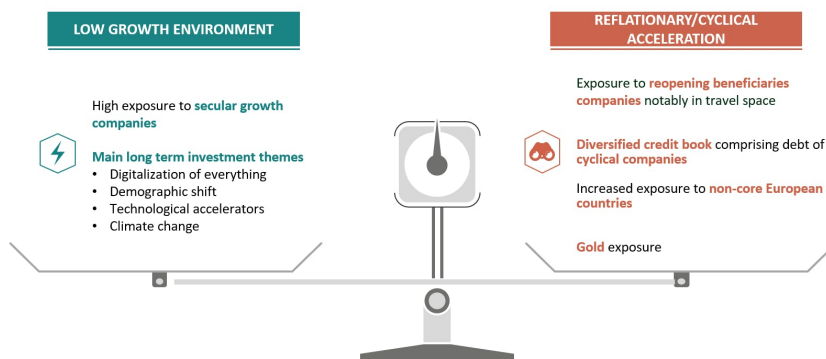 LOW GROWTH ENVIRONMENT
High exposure to secular growth
companies
Main long term investment themes
• Digitalization of everything
• Demographic shift
• Technological accelerators
• Climate change
REFLATIONARY/CYCLICAL
ACCELERATION
Exposure to reopening beneficiaries
companies notably in travel space
Diversified credit book comprising debt of
cyclical companies
Increased exposure to non-core European
countries
Gold exposure